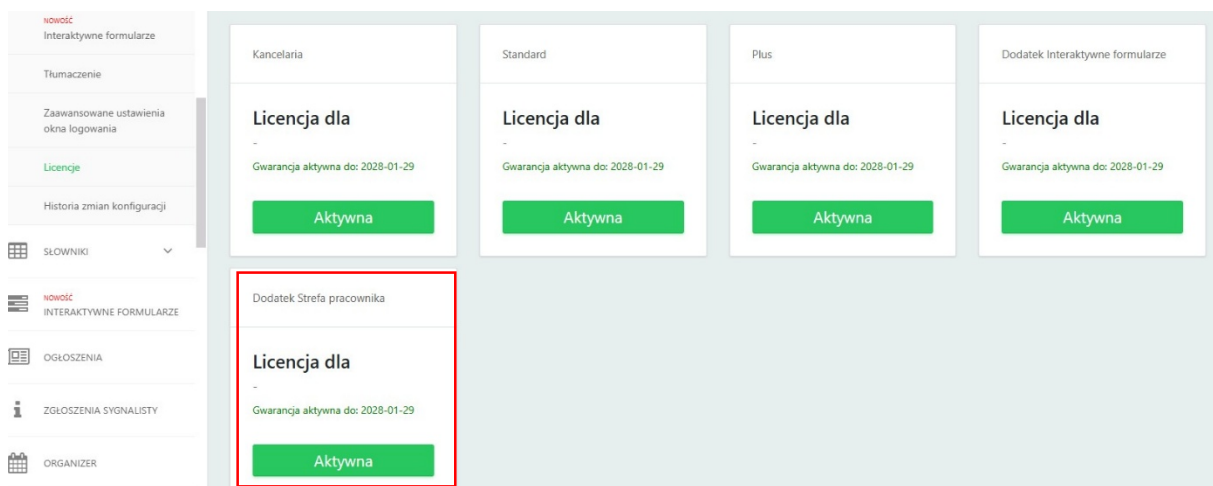 NOWOŚĆ
Interaktywne formularze
Tłumaczenie
Zaawansowane ustawienia
okna logowania
Licencje
Historia zmian konfiguracji
SŁOWNIKI
NOWOŚĆ
INTERAKTYWNE FORMULARZE
OGŁOSZENIA
ZGŁOSZENIA SYGNALISTY
ORGANIZER
Kancelaria
Licencja dla
-
Gwarancja aktywna do: 2028-01-29
Aktywna
Standard
Licencja dla
-
Gwarancja aktywna do: 2028-01-29
Aktywna
Plus
Licencja dla
-
Gwarancja aktywna do: 2028-01-29
Aktywna
Dodatek Interaktywne formularze
Licencja dla
-
Gwarancja aktywna do: 2028-01-29
Aktywna
Dodatek Strefa pracownika
Licencja dla
-
Gwarancja aktywna do: 2028-01-29
Aktywna